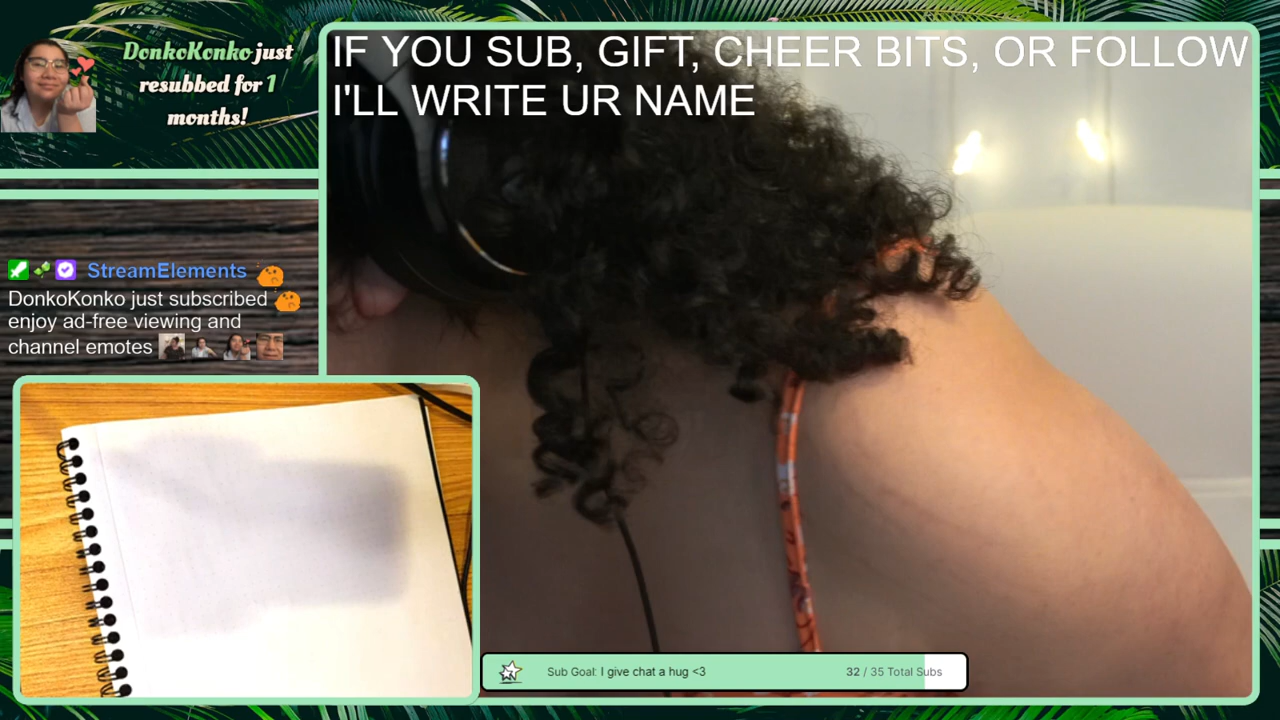 DonkoKonko just
resubbed for 1
months!
IF YOU SUB, GIFT, CHEER BITS, OR FOLLOW
I'LL WRITE UR NAME
StreamElements
DonkoKonko just subscribed
enjoy ad-free viewing and
channel emotes
Sub Goal: I give chat a hug <3 32 / 35 Total Subs